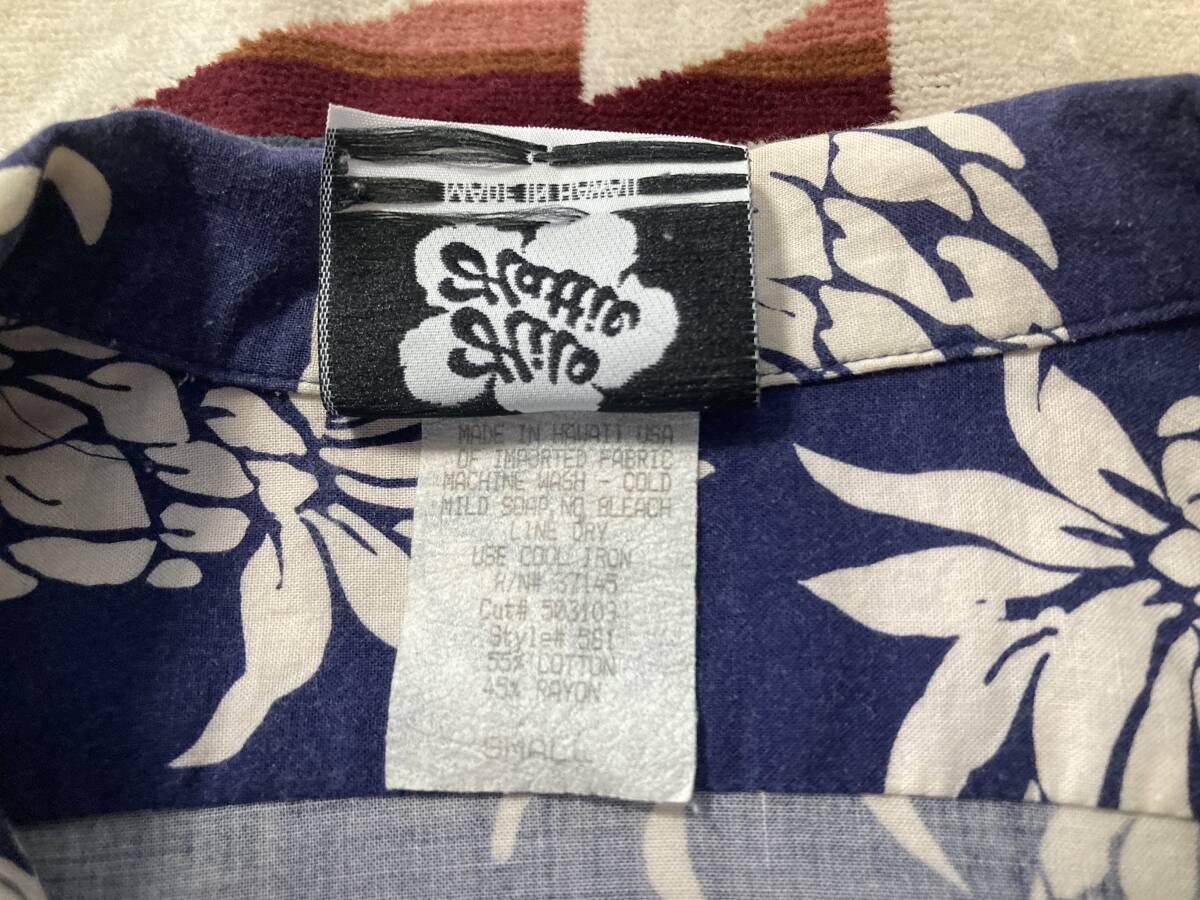 Hilo
Hattie
MADE IN HAWAII
MADE IN HAWAII USA
OF IMPORTED FABRIC
MACHINE WASH - COLD
MILD SOAP NO BLEACH
LINE DRY
USE COOL IRON
R/N# 37145
Cut# 503103
Style# 581
55% COTTON
45% RAYON
SMALL